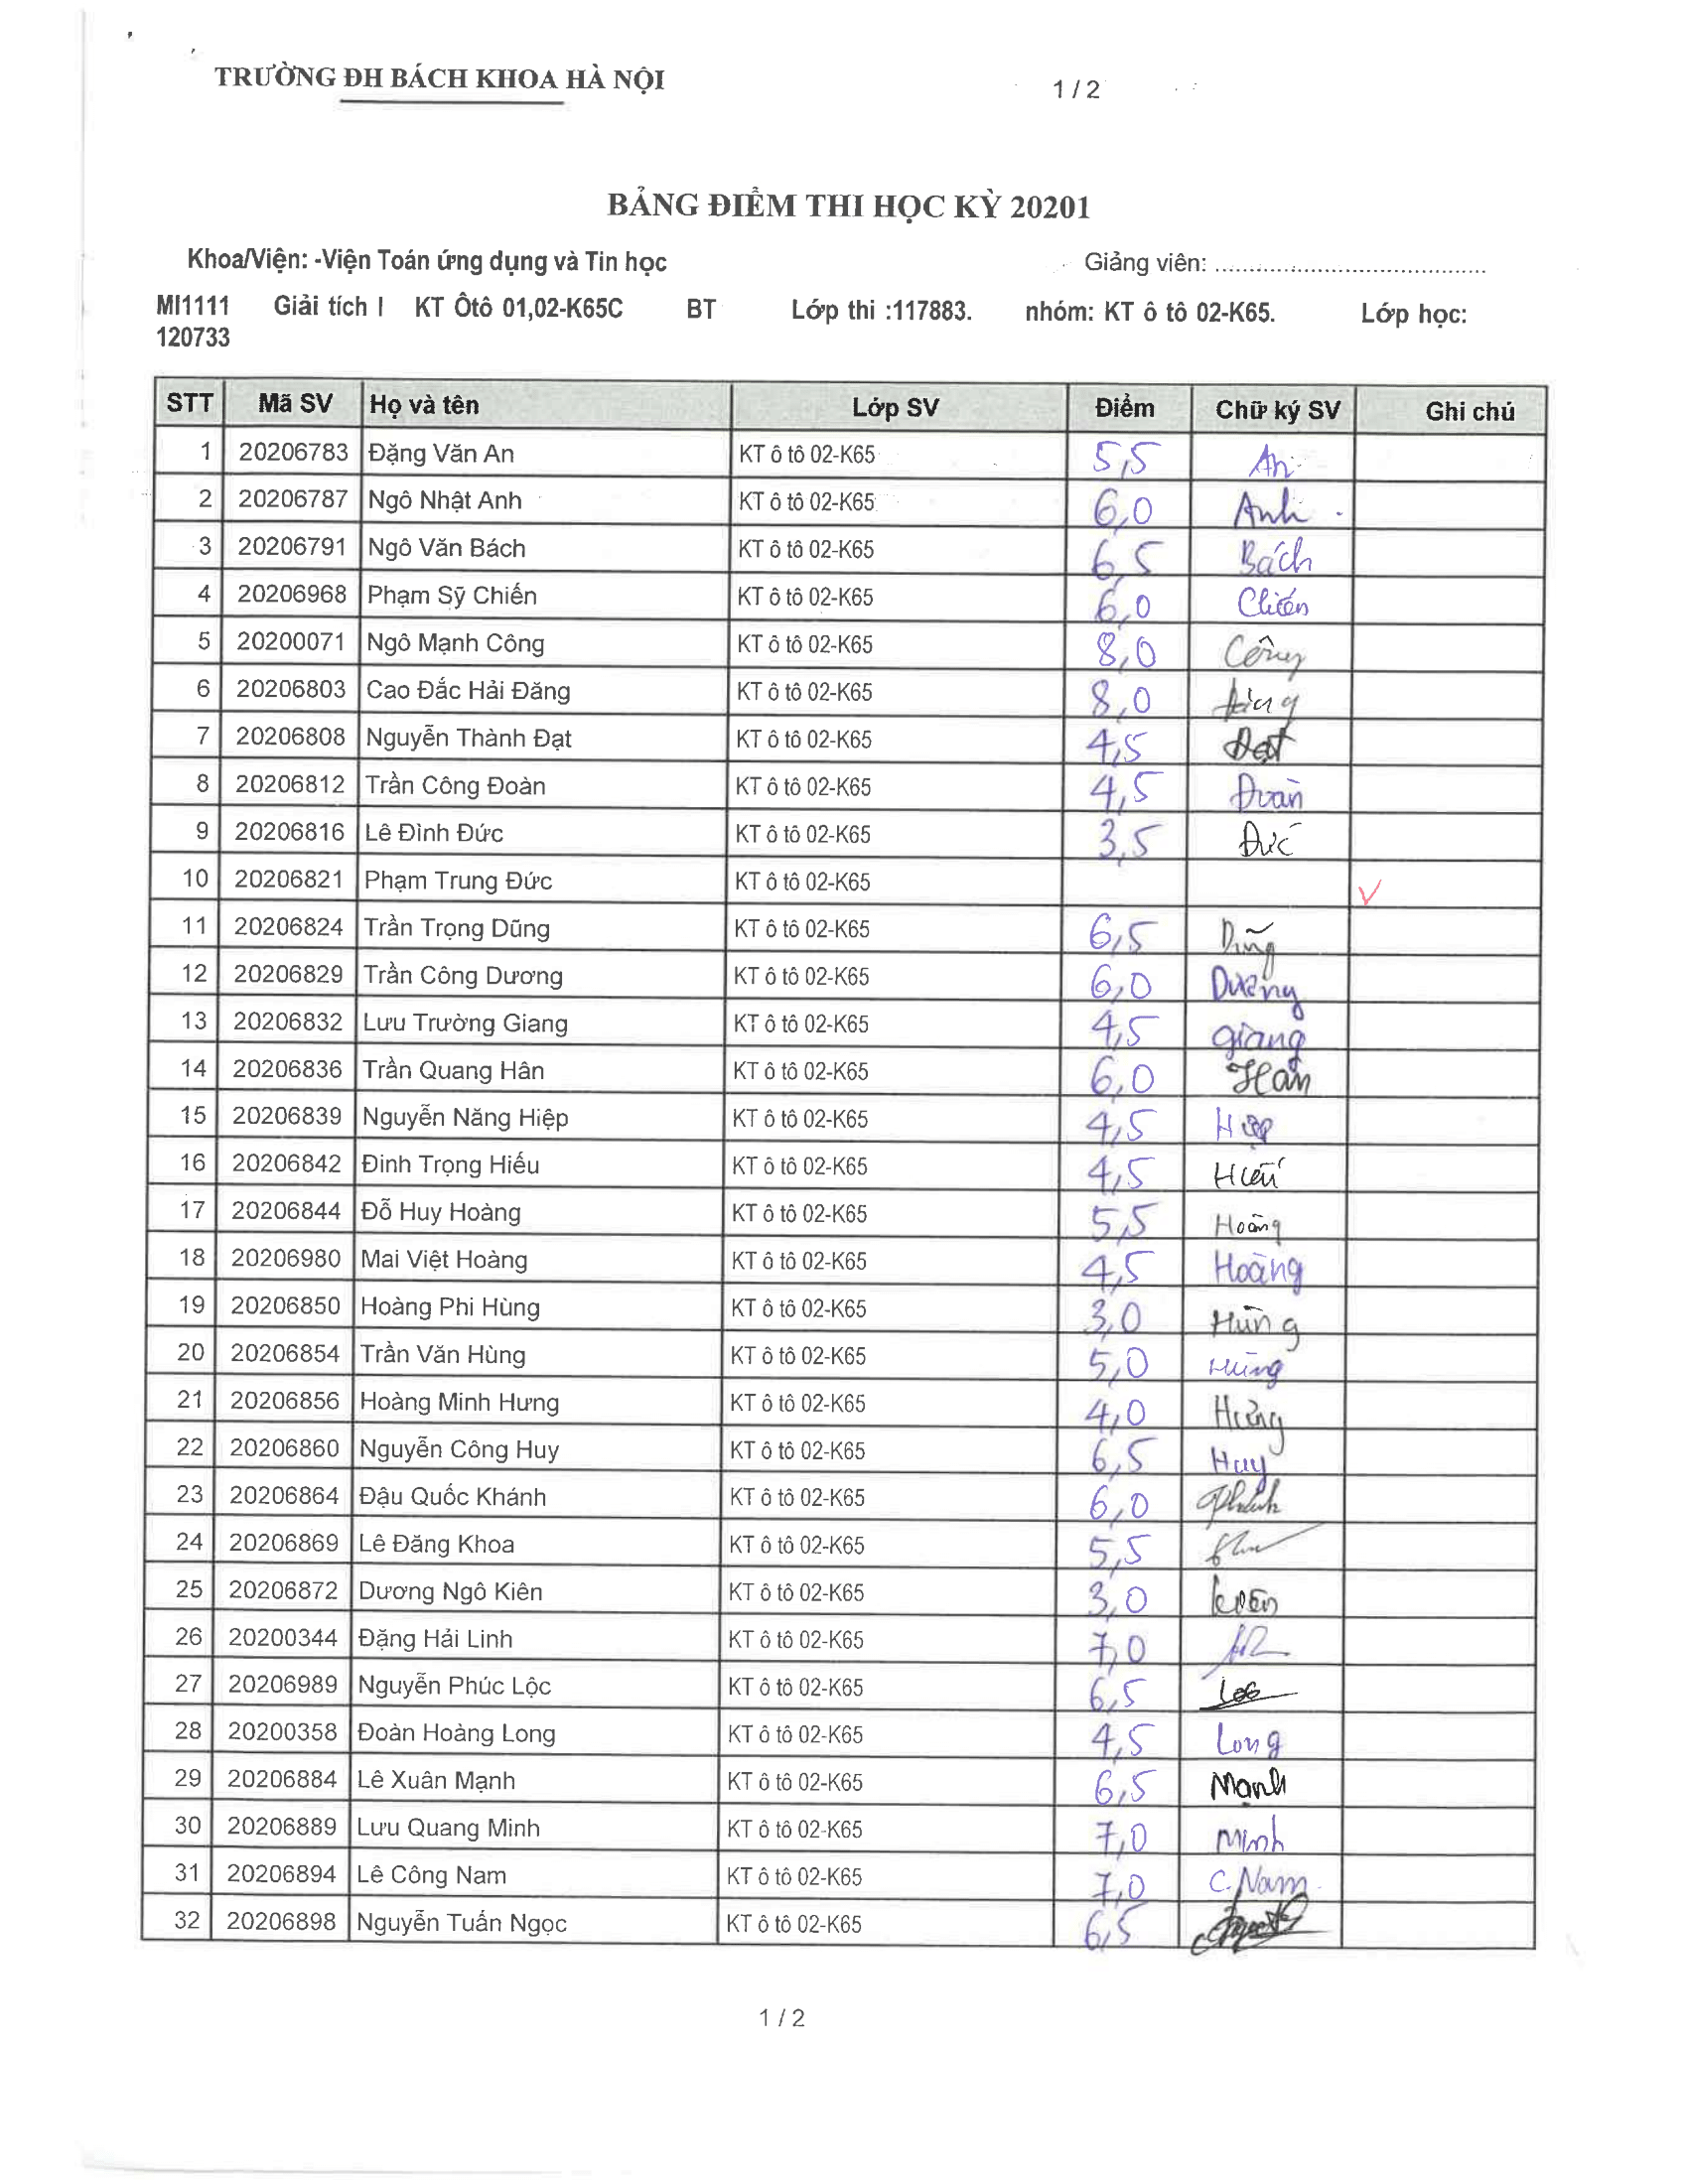 TRƯỜNG ĐH BÁCH KHOA HÀ NỘI 1 / 2
BẢNG ĐIỂM THI HỌC KỲ 20201
Khoa/Viện: -Viện Toán ứng dụng và Tin học Giảng viên: ........................................
MI1111 Giải tích I KT Ôtô 01,02-K65C BT Lớp thi :117883. nhóm: KT ô tô 02-K65. Lớp học:
120733
STT Mã SV Họ và tên Lớp SV Điểm Chữ ký SV Ghi chú
1 20206783 Đặng Văn An KT ô tô 02-K65 5,5 An
2 20206787 Ngô Nhật Anh KT ô tô 02-K65 6,0 Anh
3 20206791 Ngô Văn Bách KT ô tô 02-K65 6,5 Bách
4 20206968 Phạm Sỹ Chiến KT ô tô 02-K65 6,0 Chiến
5 20200071 Ngô Mạnh Công KT ô tô 02-K65 8,0 Công
6 20206803 Cao Đắc Hải Đăng KT ô tô 02-K65 8,0 Đăng
7 20206808 Nguyễn Thành Đạt KT ô tô 02-K65 4,5 Đạt
8 20206812 Trần Công Đoàn KT ô tô 02-K65 4,5 Đoàn
9 20206816 Lê Đình Đức KT ô tô 02-K65 3,5 Đức
10 20206821 Phạm Trung Đức KT ô tô 02-K65 V
11 20206824 Trần Trọng Dũng KT ô tô 02-K65 6,5 Dũng
12 20206829 Trần Công Dương KT ô tô 02-K65 6,0 Dương
13 20206832 Lưu Trường Giang KT ô tô 02-K65 4,5 giang
14 20206836 Trần Quang Hân KT ô tô 02-K65 6,0 Hân
15 20206839 Nguyễn Năng Hiệp KT ô tô 02-K65 4,5 Hiệp
16 20206842 Đinh Trọng Hiếu KT ô tô 02-K65 4,5 Hiếu
17 20206844 Đỗ Huy Hoàng KT ô tô 02-K65 5,5 Hoàng
18 20206980 Mai Việt Hoàng KT ô tô 02-K65 4,5 Hoàng
19 20206850 Hoàng Phi Hùng KT ô tô 02-K65 3,0 Hùng
20 20206854 Trần Văn Hùng KT ô tô 02-K65 5,0 Hùng
21 20206856 Hoàng Minh Hưng KT ô tô 02-K65 4,0 Hưng
22 20206860 Nguyễn Công Huy KT ô tô 02-K65 6,5 Huy
23 20206864 Đậu Quốc Khánh KT ô tô 02-K65 6,0
24 20206869 Lê Đăng Khoa KT ô tô 02-K65 5,5
25 20206872 Dương Ngô Kiên KT ô tô 02-K65 3,0 Kiên
26 20200344 Đặng Hải Linh KT ô tô 02-K65 7,0
27 20206989 Nguyễn Phúc Lộc KT ô tô 02-K65 6,5 Lộc
28 20200358 Đoàn Hoàng Long KT ô tô 02-K65 4,5 Long
29 20206884 Lê Xuân Mạnh KT ô tô 02-K65 6,5 Mạnh
30 20206889 Lưu Quang Minh KT ô tô 02-K65 7,0 Minh
31 20206894 Lê Công Nam KT ô tô 02-K65 7,0 C.Nam
32 20206898 Nguyễn Tuấn Ngọc KT ô tô 02-K65 6,5
1 / 2